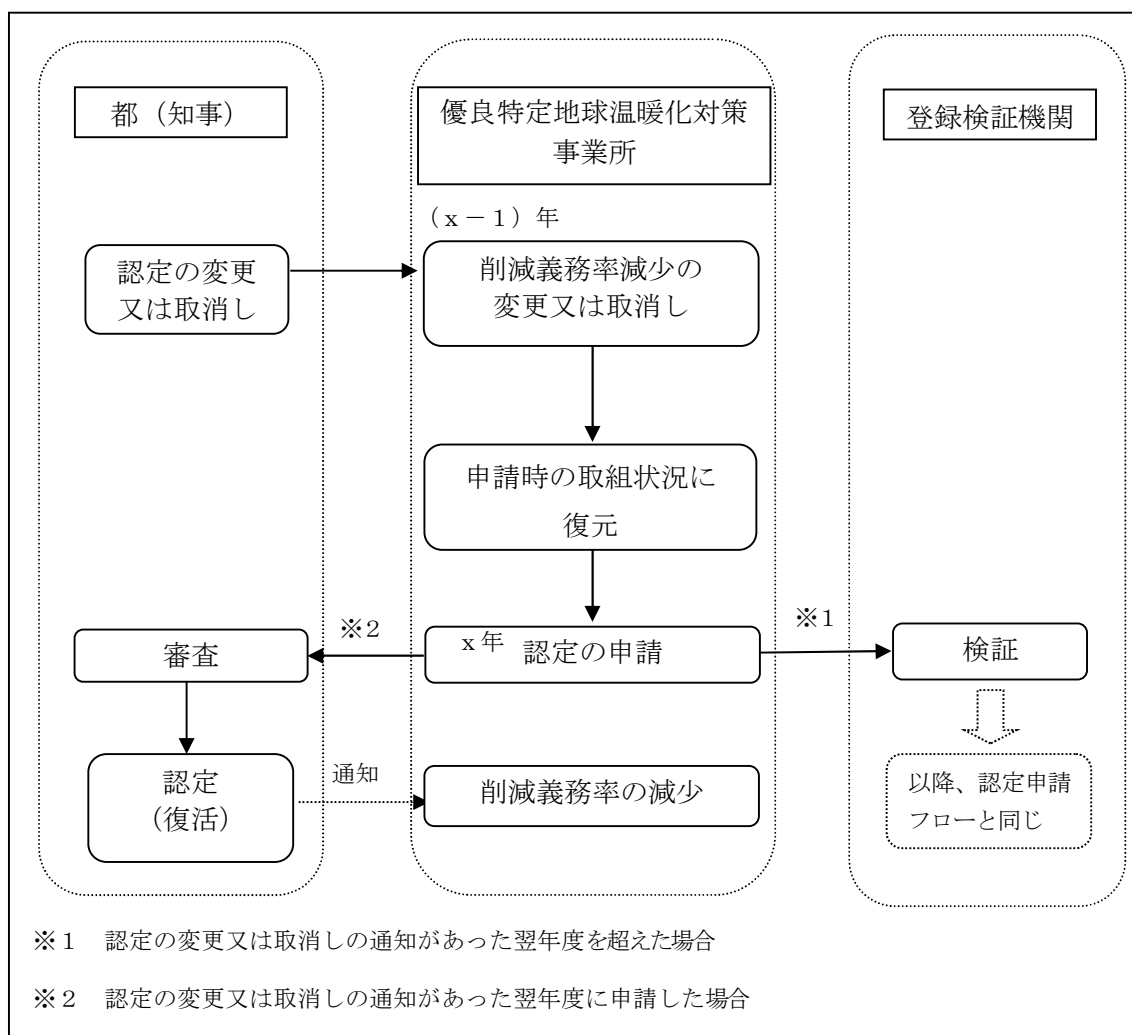 都（知事）
優良特定地球温暖化対策
事業所
登録検証機関
（ｘ－１）年
認定の変更
又は取消し
削減義務率減少の
変更又は取消し
申請時の取組状況に
復元
審査
※2
ｘ年 認定の申請
※1
検証
認定
（復活）
通知
削減義務率の減少
以降、認定申請
フローと同じ
※１　認定の変更又は取消しの通知があった翌年度を超えた場合
※２　認定の変更又は取消しの通知があった翌年度に申請した場合